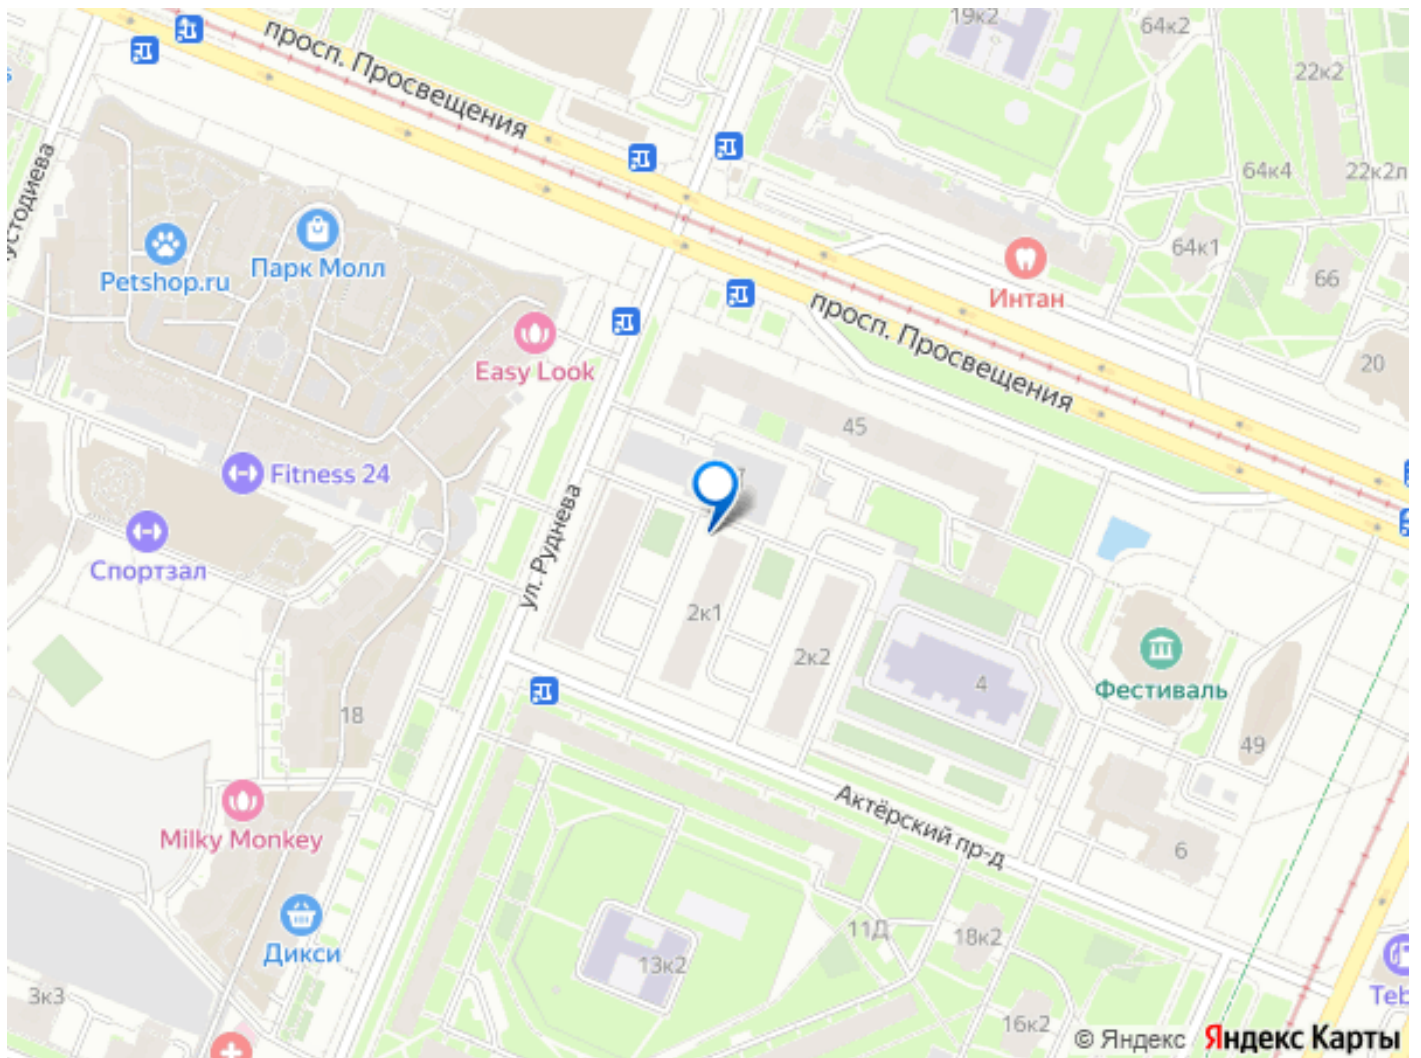 19к2
64к2
22к2
просп. Просвещения
64к4
22к2л
64к1
Парк Молл
Petshop.ru
66
Интан
просп. Просвещения
20
Easy Look
45
Fitness 24
ул. Руднева
Спортзал
2к1
2к2
4
Фестиваль
18
49
Актёрский пр-д
Milky Monkey
6
11Д
18к2
Дикси
13к2
3к3
16к2
© Яндекс Яндекс Карты